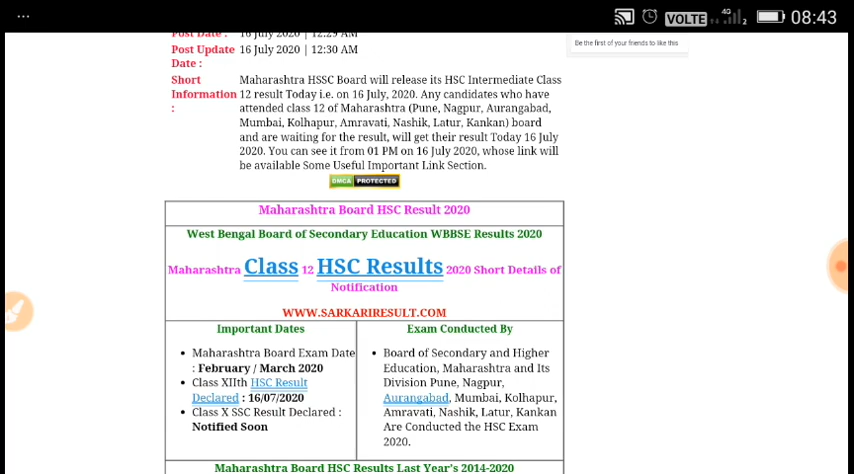 ... VOLTE 4G 2 08:43
Post Date : 16 July 2020 | 12:29 AM
Be the first of your friends to like this
Post Update 16 July 2020 | 12:30 AM
Date :
Short Maharashtra HSSC Board will release its HSC Intermediate Class
Information 12 result Today i.e. on 16 July, 2020. Any candidates who have
: attended class 12 of Maharashtra (Pune, Nagpur, Aurangabad,
Mumbai, Kolhapur, Amravati, Nashik, Latur, Kankan) board
and are waiting for the result, will get their result Today 16 July
2020. You can see it from 01 PM on 16 July 2020, whose link will
be available Some Useful Important Link Section.
DMCA PROTECTED
Maharashtra Board HSC Result 2020
West Bengal Board of Secondary Education WBBSE Results 2020
Maharashtra Class 12 HSC Results 2020 Short Details of
Notification
WWW.SARKARIRESULT.COM
Important Dates
• Maharashtra Board Exam Date
: February / March 2020
• Class XIIth HSC Result
Declared : 16/07/2020
• Class X SSC Result Declared :
Notified Soon
Exam Conducted By
• Board of Secondary and Higher
Education, Maharashtra and Its
Division Pune, Nagpur,
Aurangabad, Mumbai, Kolhapur,
Amravati, Nashik, Latur, Kankan
Are Conducted the HSC Exam
2020.
Maharashtra Board HSC Results Last Year's 2014-2020